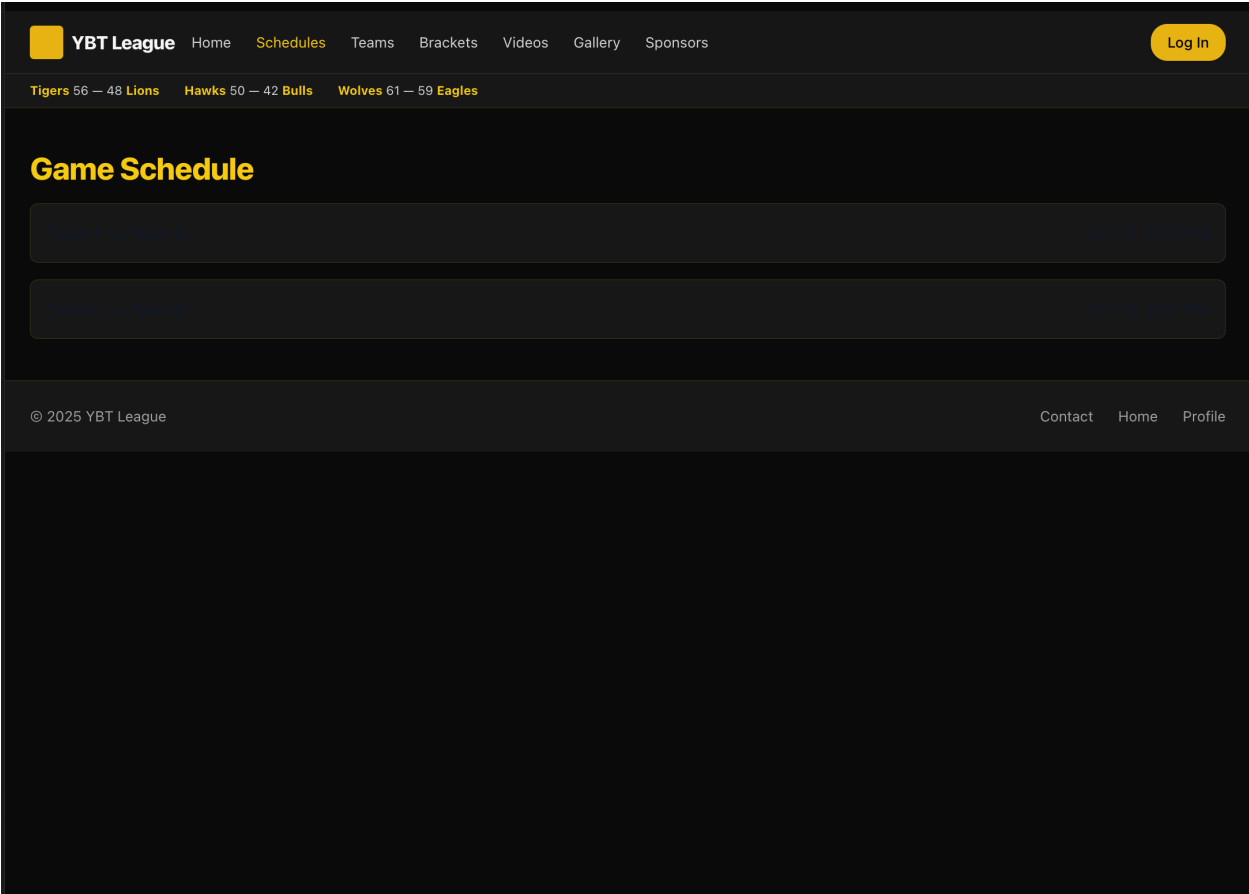 YBT League Home Schedules Teams Brackets Videos Gallery Sponsors Log In
Tigers 56 — 48 Lions Hawks 50 — 42 Bulls Wolves 61 — 59 Eagles
Game Schedule
© 2025 YBT League Contact Home Profile